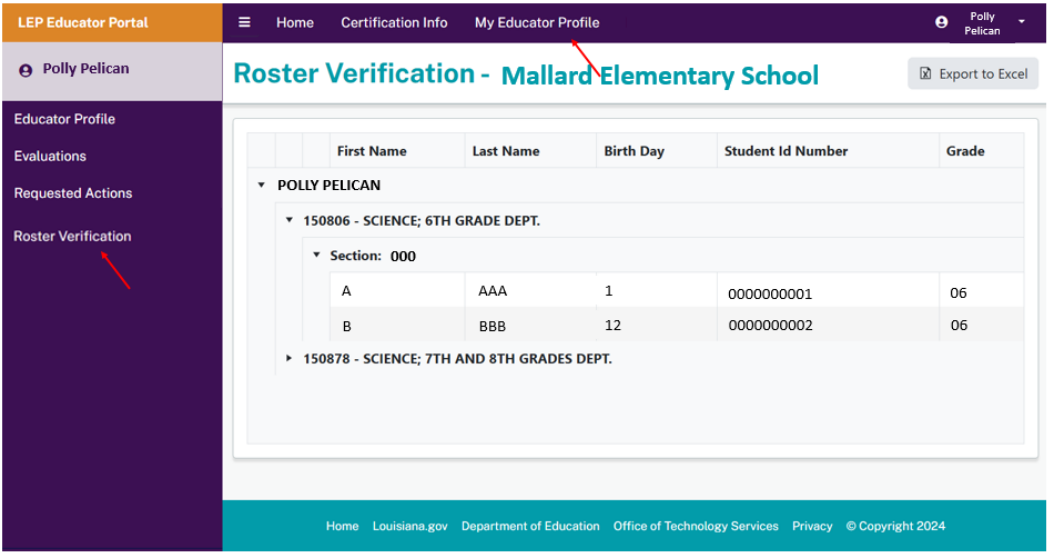 LEP Educator Portal
Home Certification Info My Educator Profile
Polly
Pelican
Polly Pelican
Roster Verification - Mallard Elementary School
Export to Excel
Educator Profile
Evaluations
Requested Actions
Roster Verification
First Name Last Name Birth Day Student Id Number Grade
POLLY PELICAN
150806 - SCIENCE; 6TH GRADE DEPT.
Section: 000
A AAA 1 0000000001 06
B BBB 12 0000000002 06
150878 - SCIENCE; 7TH AND 8TH GRADES DEPT.
Home Louisiana.gov Department of Education Office of Technology Services Privacy © Copyright 2024